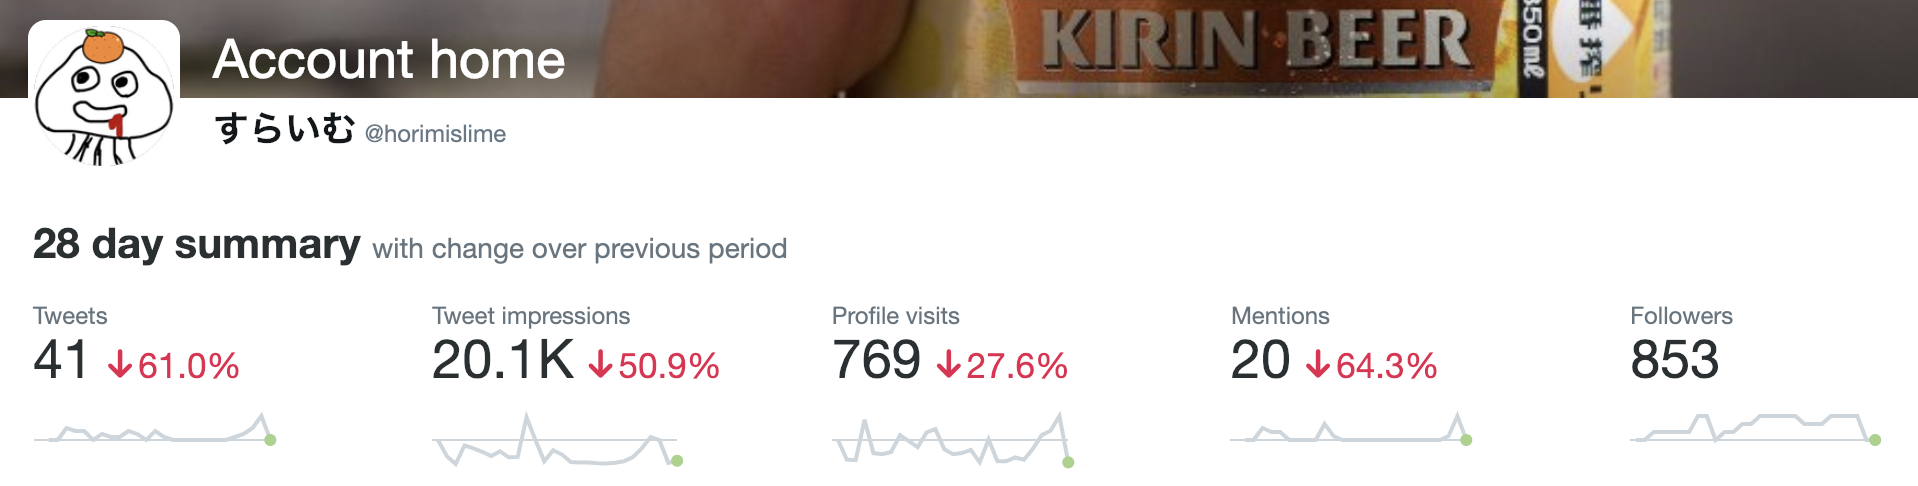 KIRIN BEER
350ml
Account home
すらいむ @horimislime
28 day summary with change over previous period
Tweets
41 ↓61.0%
Tweet impressions
20.1K ↓50.9%
Profile visits
769 ↓27.6%
Mentions
20 ↓64.3%
Followers
853